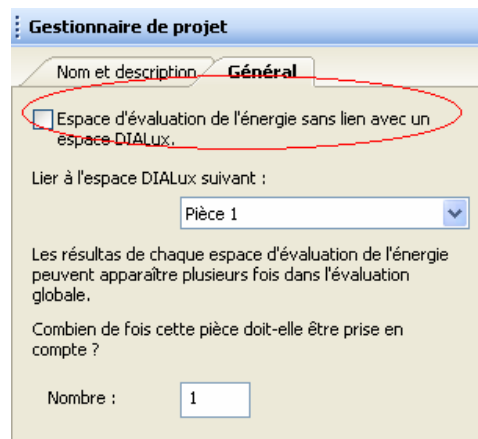 Gestionnaire de projet
Nom et description
Général
Espace d'évaluation de l'énergie sans lien avec un
espace DIALux.
Lier à l'espace DIALux suivant :
Pièce 1
Les résultas de chaque espace d'évaluation de l'énergie
peuvent apparaître plusieurs fois dans l'évaluation
globale.
Combien de fois cette pièce doit-elle être prise en
compte ?
Nombre :
1